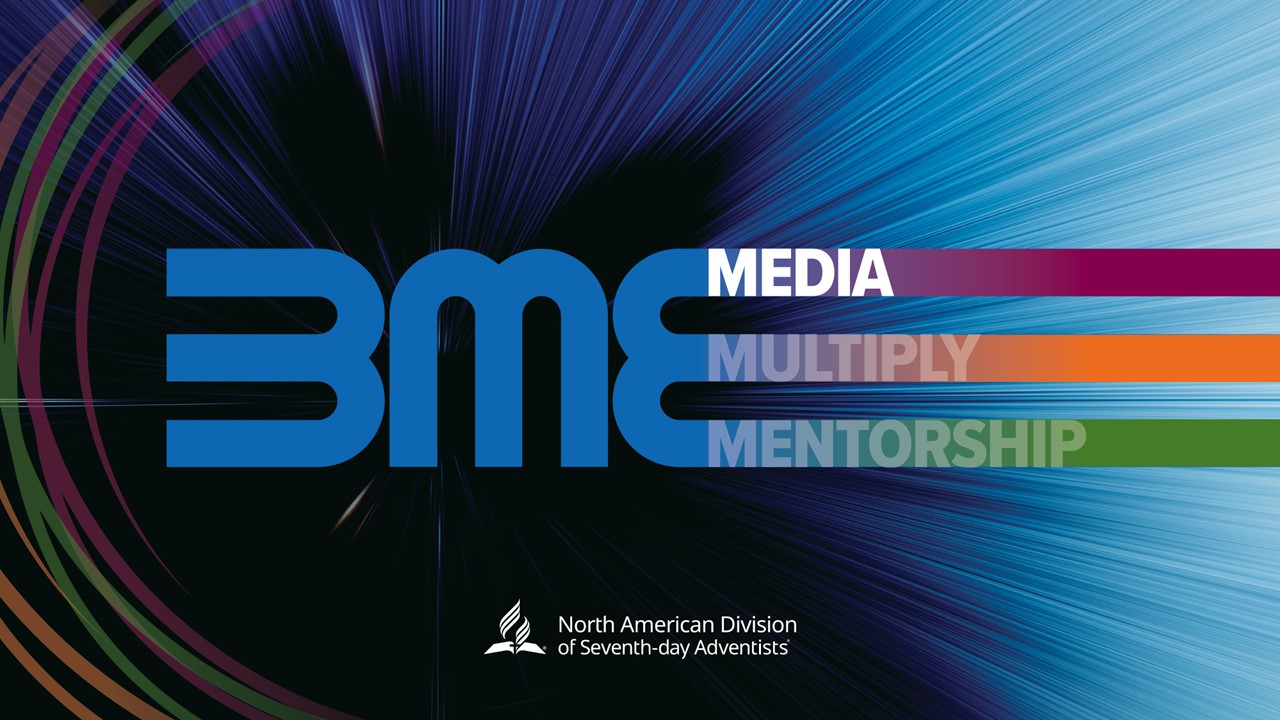 3ME
MEDIA
MULTIPLY
MENTORSHIP
North American Division
of Seventh-day Adventists